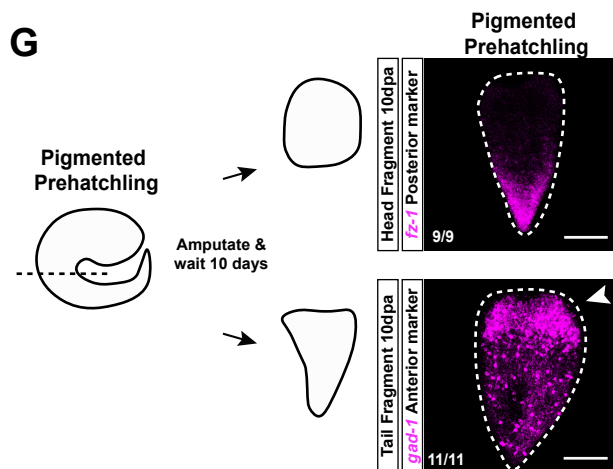 G
Pigmented
Prehatchling
Amputate &
wait 10 days
Pigmented
Prehatchling
Head Fragment 10dpa
fz-1 Posterior marker
9/9
Tail Fragment 10dpa
gad-1 Anterior marker
11/11